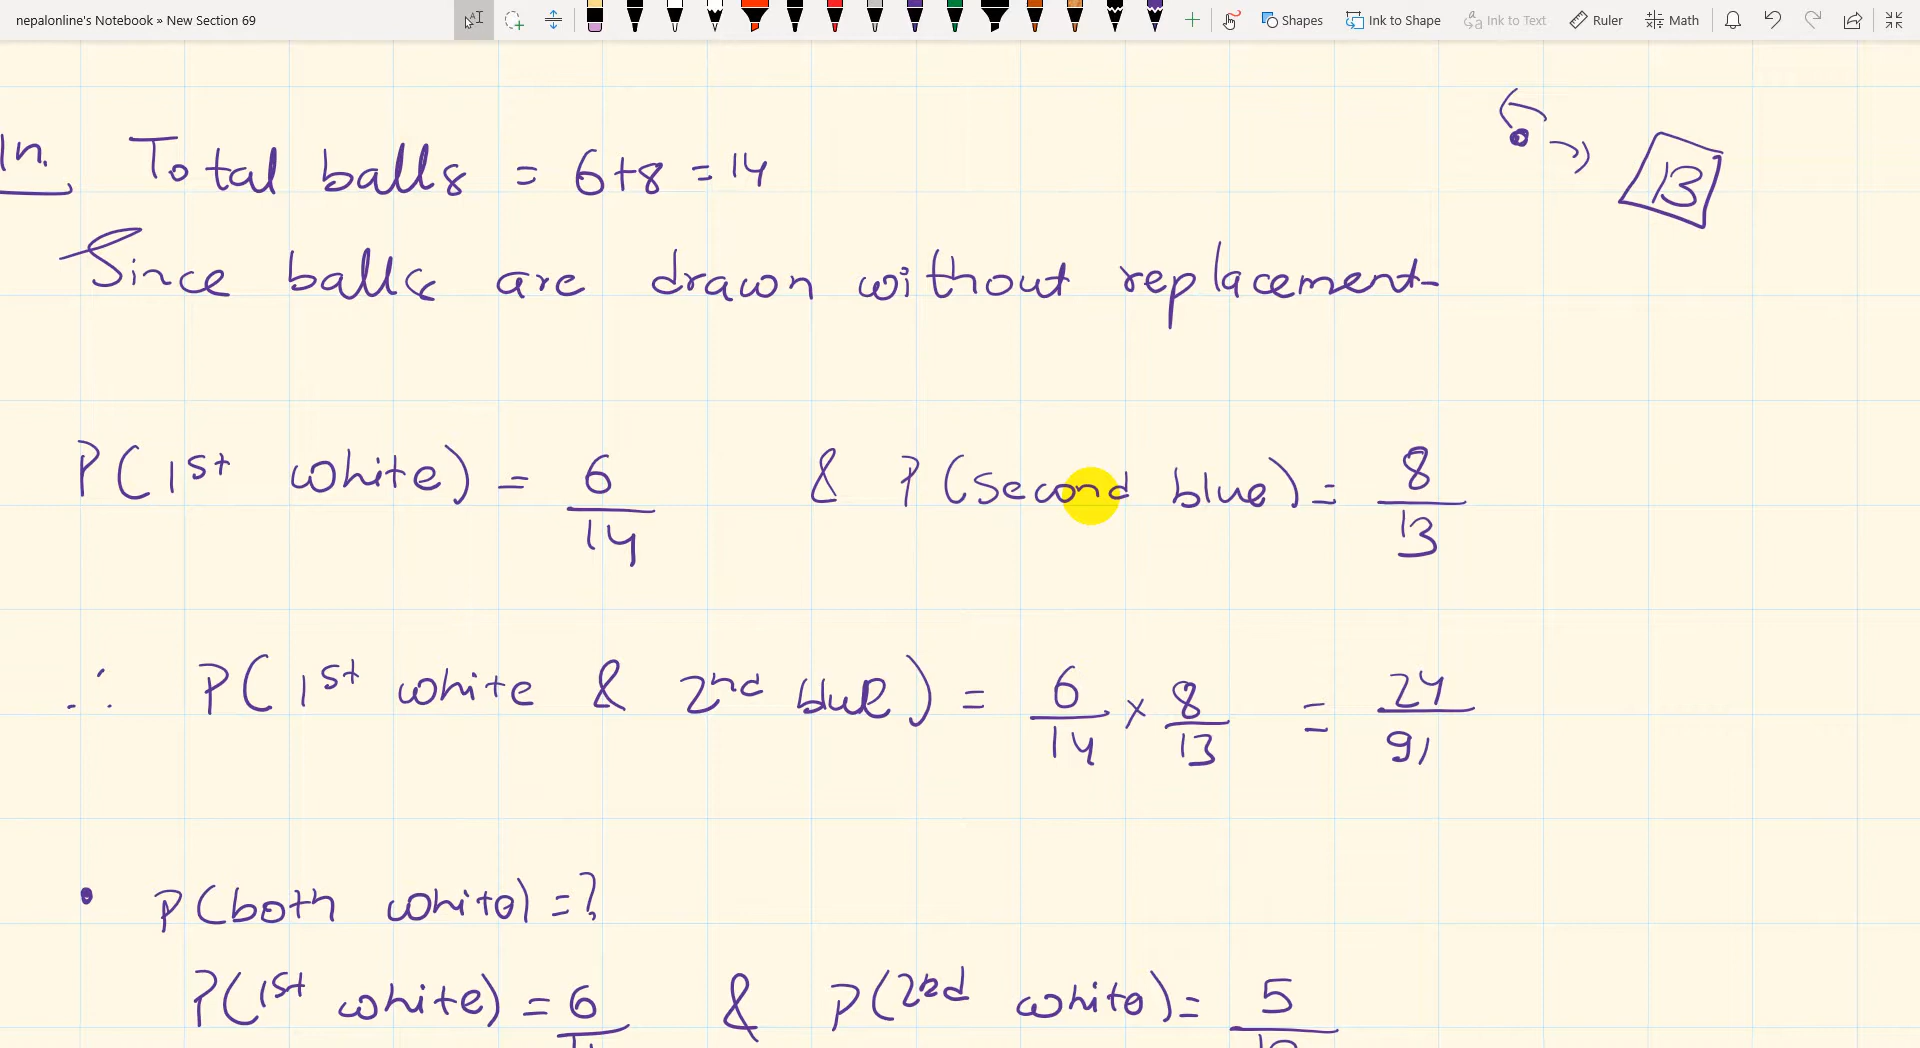 nepalonline's Notebook » New Section 69
Shapes Ink to Shape Ink to Text Ruler Math
ln. Total balls = 6+8 = 14
13
Since balls are drawn without replacement
P(1st white) = 6/14 & P(second blue) = 8/13
∴ P(1st white & 2nd blue) = 6/14 × 8/13 = 24/91
• P(both white) = ?
P(1st white) = 6 & P(2nd white) = 5